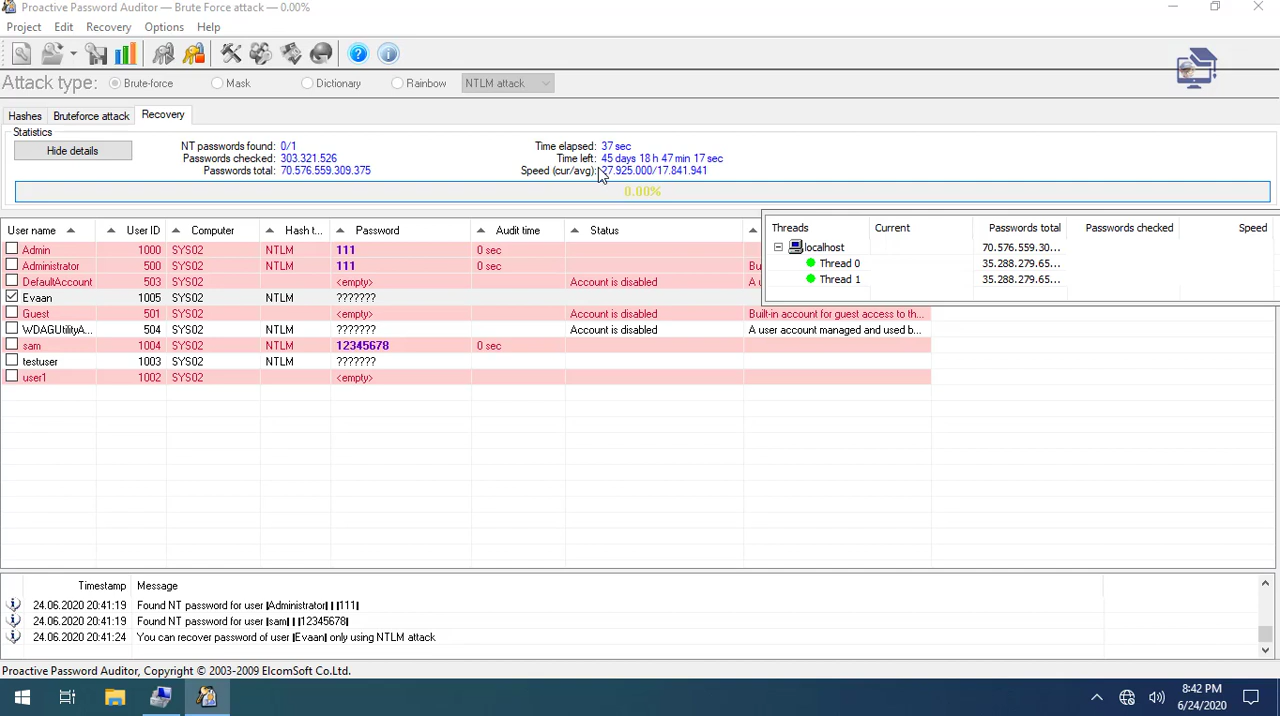 Proactive Password Auditor - Brute Force attack — 0.00%
Project Edit Recovery Options Help
Attack type: Brute-force Mask Dictionary Rainbow NTLM attack
Hashes Bruteforce attack Recovery
Statistics
Hide details
NT passwords found: 0/1
Passwords checked: 303.321.526
Passwords total: 70.576.559.309.375
Time elapsed: 37 sec
Time left: 45 days 18 h 47 min 17 sec
Speed (cur/avg): 27.925.000/17.841.941
0.00%
User name User ID Computer Hash t... Password Audit time Status
Admin 1000 SYS02 NTLM 111 0 sec
Administrator 500 SYS02 NTLM 111 0 sec Bu
DefaultAccount 503 SYS02 <empty> Account is disabled A u
Evaan 1005 SYS02 NTLM ???????
Guest 501 SYS02 <empty> Account is disabled Built-in account for guest access to th...
WDAGUtilityA... 504 SYS02 NTLM ??????? Account is disabled A user account managed and used b...
sam 1004 SYS02 NTLM 12345678 0 sec
testuser 1003 SYS02 NTLM ???????
user1 1002 SYS02 <empty>
Threads Current Passwords total Passwords checked Speed
localhost 70.576.559.30...
Thread 0 35.288.279.65...
Thread 1 35.288.279.65...
Timestamp Message
24.06.2020 20:41:19 Found NT password for user |Administrator| | |111|
24.06.2020 20:41:19 Found NT password for user |sam| | |12345678|
24.06.2020 20:41:24 You can recover password of user |Evaan| only using NTLM attack
Proactive Password Auditor, Copyright © 2003-2009 ElcomSoft Co.Ltd.
8:42 PM
6/24/2020